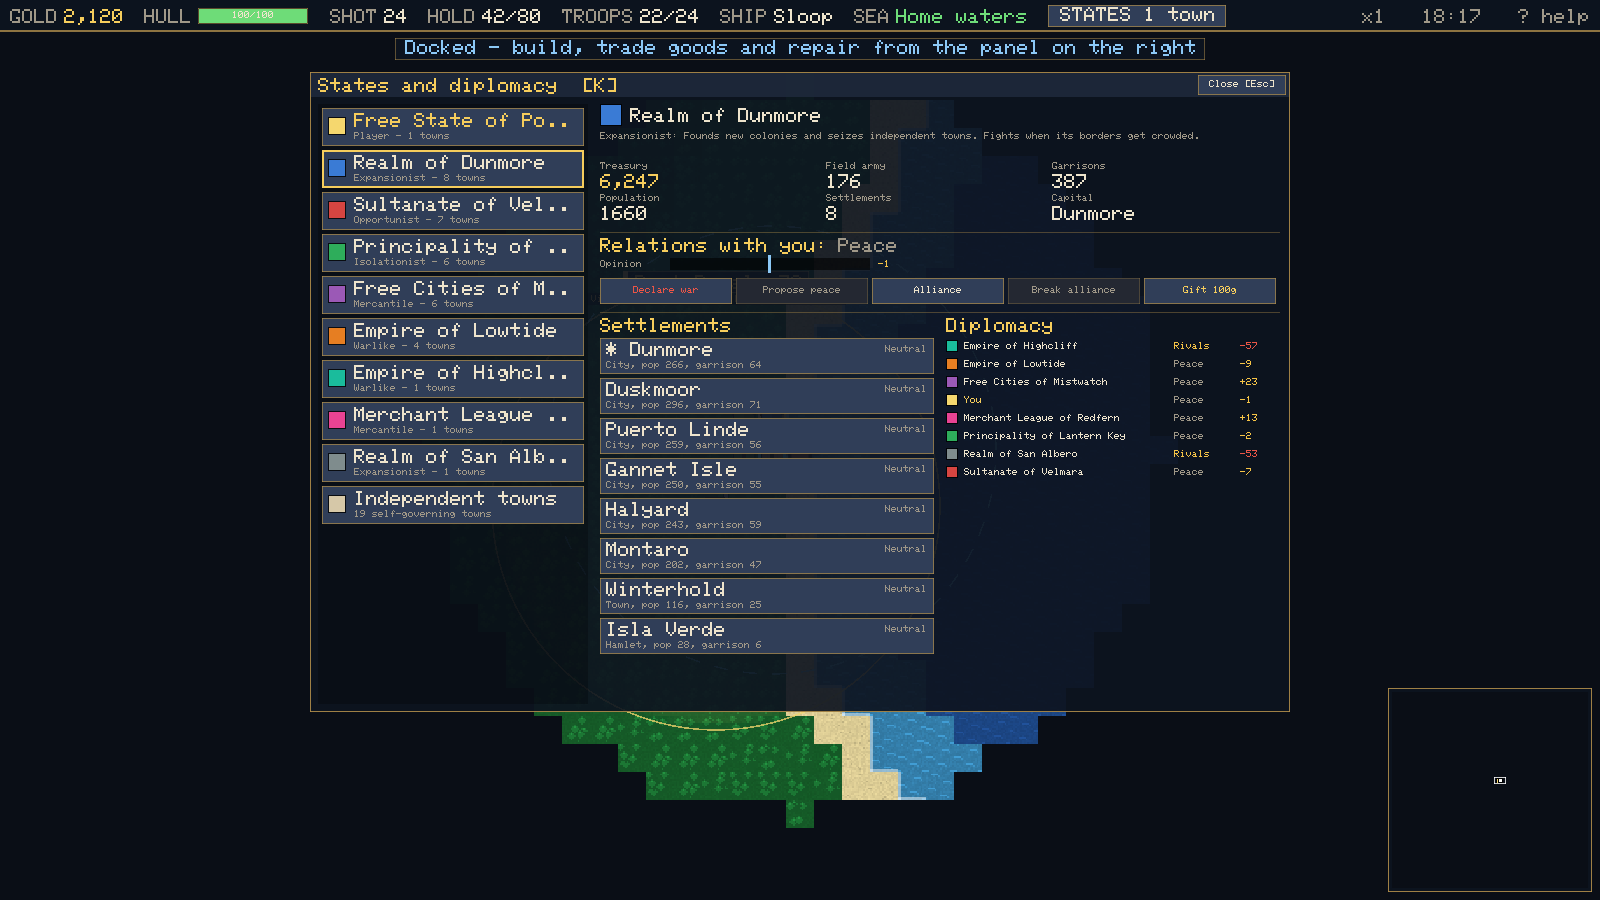 GOLD 2,120 HULL 100/100 SHOT 24 HOLD 42/80 TROOPS 22/24 SHIP Sloop SEA Home waters STATES 1 town x1 18:17 ? help
Docked - build, trade goods and repair from the panel on the right
States and diplomacy [K] Close [Esc]
Free State of Po..
Player - 1 towns
Realm of Dunmore
Expansionist - 8 towns
Sultanate of Vel..
Opportunist - 7 towns
Principality of ..
Isolationist - 6 towns
Free Cities of M..
Mercantile - 6 towns
Empire of Lowtide
Warlike - 4 towns
Empire of Highcl..
Warlike - 1 towns
Merchant League ..
Mercantile - 1 towns
Realm of San Alb..
Expansionist - 1 towns
Independent towns
19 self-governing towns
Realm of Dunmore
Expansionist: Founds new colonies and seizes independent towns. Fights when its borders get crowded.
Treasury Field army Garrisons
6,247 176 387
Population Settlements Capital
1660 8 Dunmore
Relations with you: Peace
Opinion -1
Declare war Propose peace Alliance Break alliance Gift 100g
Settlements
* Dunmore Neutral
City, pop 266, garrison 64
Duskmoor Neutral
City, pop 296, garrison 71
Puerto Linde Neutral
City, pop 259, garrison 56
Gannet Isle Neutral
City, pop 250, garrison 55
Halyard Neutral
City, pop 243, garrison 59
Montaro Neutral
City, pop 202, garrison 47
Winterhold Neutral
Town, pop 116, garrison 25
Isla Verde Neutral
Hamlet, pop 28, garrison 6
Diplomacy
Empire of Highcliff Rivals -57
Empire of Lowtide Peace -9
Free Cities of Mistwatch Peace +23
You Peace -1
Merchant League of Redfern Peace +13
Principality of Lantern Key Peace -2
Realm of San Albero Rivals -53
Sultanate of Velmara Peace -7